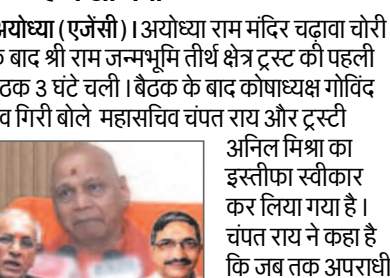 अयोध्या (एजेंसी)। अयोध्या राम मंदिर चढ़ावा चोरी
के बाद श्री राम जन्मभूमि तीर्थ क्षेत्र ट्रस्ट की पहली
बैठक 3 घंटे चली। बैठक के बाद कोषाध्यक्ष गोविंद
देव गिरी बोले महासचिव चंपत राय और ट्रस्टी
अनिल मिश्रा का
इस्तीफा स्वीकार
कर लिया गया है।
चंपत राय ने कहा है
कि जब तक अपराधी